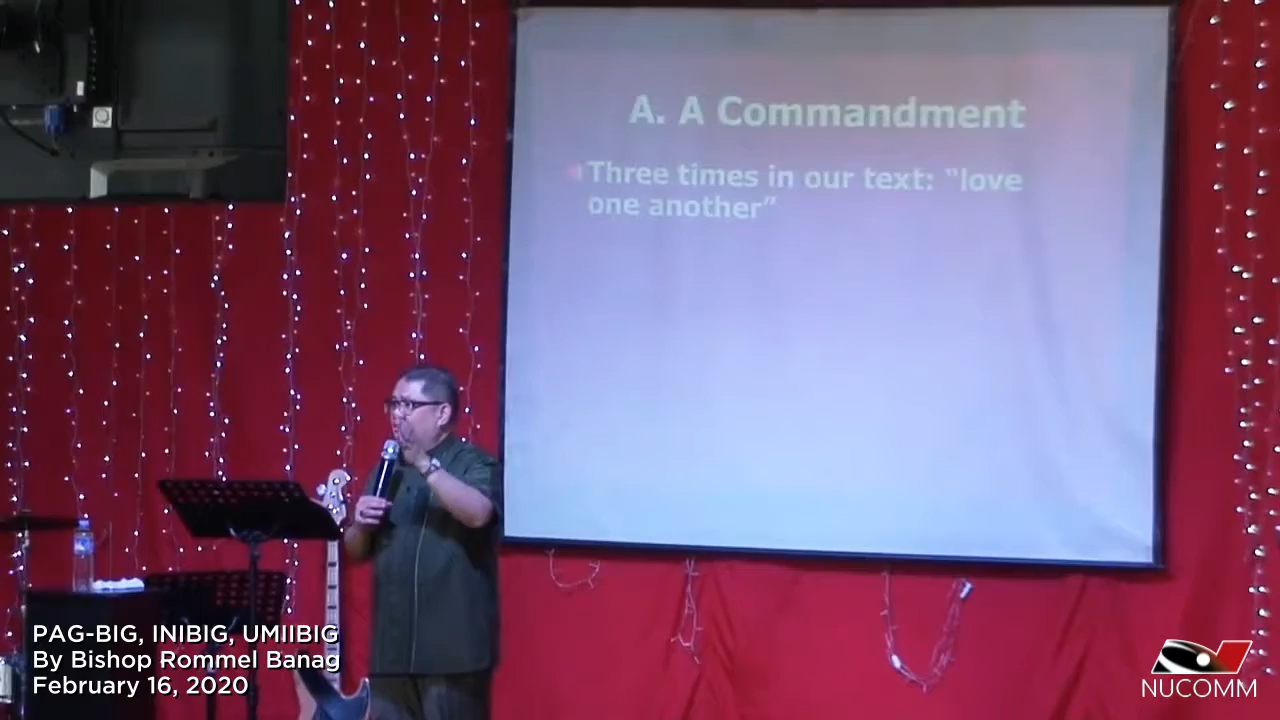 A. A Commandment
Three times in our text: “love
one another”
PAG-BIG, INIBIG, UMIIBIG
By Bishop Rommel Banag
February 16, 2020
NUCOMM